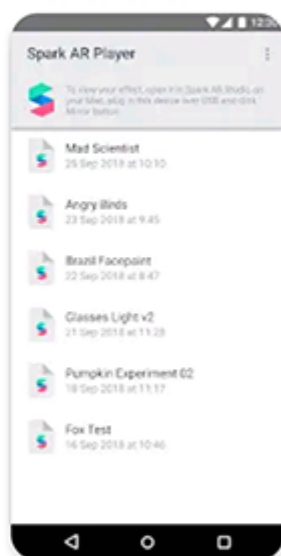 12:30
Spark AR Player
To view your effect, open it in Spark AR Studio on
your Mac, plug in this device over USB and click
Mirror button.
Mad Scientist
25 Sep 2018 at 10:10
Angry Birds
23 Sep 2018 at 9:45
Brazil Facepaint
22 Sep 2018 at 8:47
Glasses Light v2
21 Sep 2018 at 11:28
Pumpkin Experiment 02
18 Sep 2018 at 11:17
Fox Test
16 Sep 2018 at 10:46